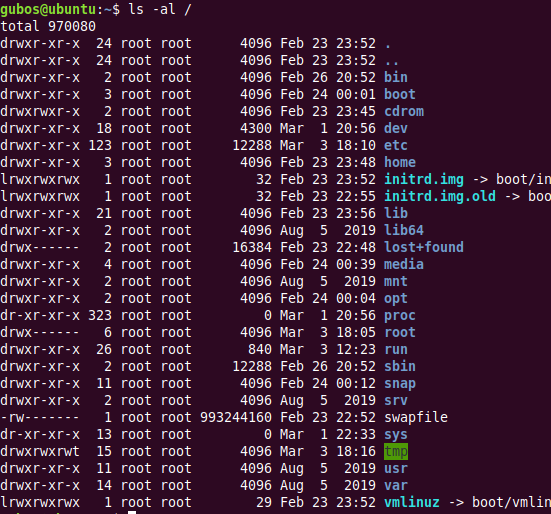 gubos@ubuntu:~$ ls -al /
total 970080
drwxr-xr-x  24 root root      4096 Feb 23 23:52 .
drwxr-xr-x  24 root root      4096 Feb 23 23:52 ..
drwxr-xr-x   2 root root      4096 Feb 26 20:52 bin
drwxr-xr-x   3 root root      4096 Feb 24 00:01 boot
drwxrwxr-x   2 root root      4096 Feb 23 23:45 cdrom
drwxr-xr-x  18 root root      4300 Mar  1 20:56 dev
drwxr-xr-x 123 root root     12288 Mar  3 18:10 etc
drwxr-xr-x   3 root root      4096 Feb 23 23:48 home
lrwxrwxrwx   1 root root        32 Feb 23 23:52 initrd.img -> boot/in
lrwxrwxrwx   1 root root        32 Feb 23 22:55 initrd.img.old -> boo
drwxr-xr-x  21 root root      4096 Feb 23 23:56 lib
drwxr-xr-x   2 root root      4096 Aug  5  2019 lib64
drwx------   2 root root     16384 Feb 23 22:48 lost+found
drwxr-xr-x   4 root root      4096 Feb 24 00:39 media
drwxr-xr-x   2 root root      4096 Aug  5  2019 mnt
drwxr-xr-x   2 root root      4096 Feb 24 00:04 opt
dr-xr-xr-x 323 root root         0 Mar  1 20:56 proc
drwx------   6 root root      4096 Mar  3 18:05 root
drwxr-xr-x  26 root root       840 Mar  3 12:23 run
drwxr-xr-x   2 root root     12288 Feb 26 20:52 sbin
drwxr-xr-x  11 root root      4096 Feb 24 00:12 snap
drwxr-xr-x   2 root root      4096 Aug  5  2019 srv
-rw-------   1 root root 993244160 Feb 23 22:52 swapfile
dr-xr-xr-x  13 root root         0 Mar  1 22:33 sys
drwxrwxrwt  15 root root      4096 Mar  3 18:16 tmp
drwxr-xr-x  11 root root      4096 Aug  5  2019 usr
drwxr-xr-x  14 root root      4096 Aug  5  2019 var
lrwxrwxrwx   1 root root        29 Feb 23 23:52 vmlinuz -> boot/vmlin